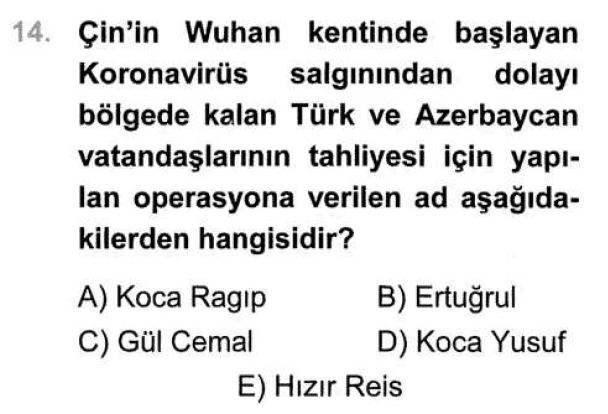 14. Çin’in Wuhan kentinde başlayan
Koronavirüs salgınından dolayı
bölgede kalan Türk ve Azerbaycan
vatandaşlarının tahliyesi için yapı-
lan operasyona verilen ad aşağıda-
kilerden hangisidir?
A) Koca Ragıp B) Ertuğrul
C) Gül Cemal D) Koca Yusuf
E) Hızır Reis